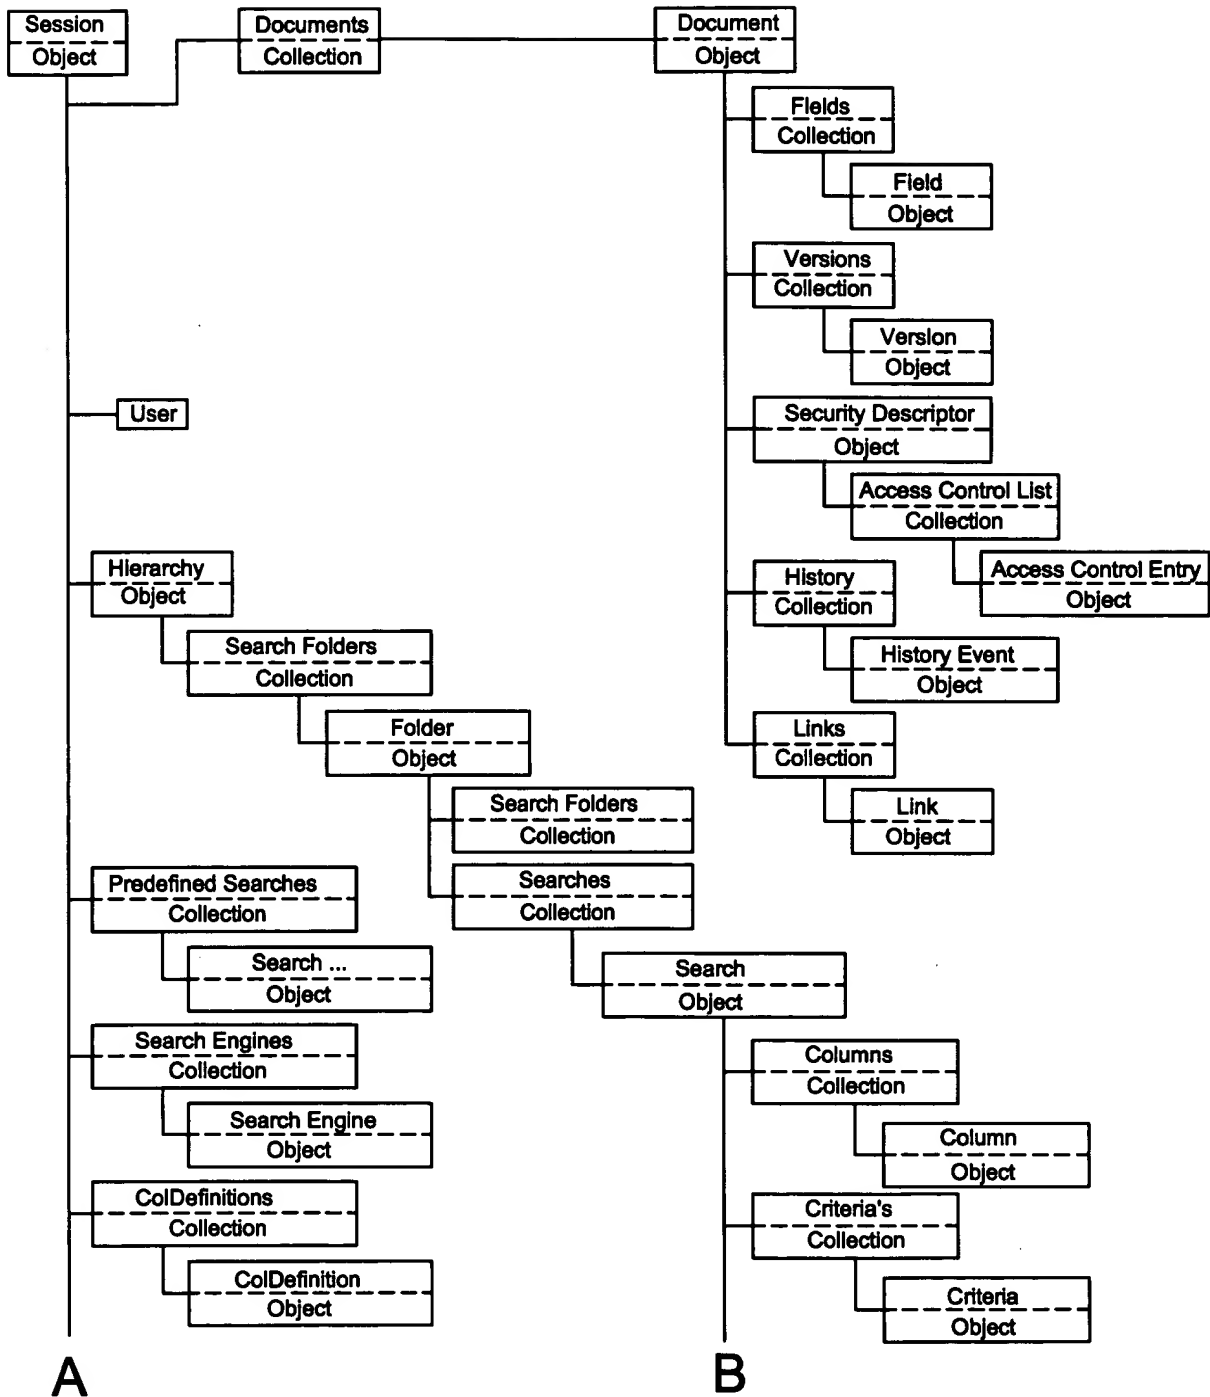 Session
Object
Documents
Collection
Document
Object
Fields
Collection
Field
Object
Versions
Collection
Version
Object
User
Security Descriptor
Object
Access Control List
Collection
Access Control Entry
Object
Hierarchy
Object
History
Collection
Search Folders
Collection
History Event
Object
Folder
Object
Links
Collection
Search Folders
Collection
Link
Object
Predefined Searches
Collection
Searches
Collection
Search ...
Object
Search
Object
Search Engines
Collection
Columns
Collection
Search Engine
Object
Column
Object
ColDefinitions
Collection
Criteria's
Collection
ColDefinition
Object
Criteria
Object
A
B